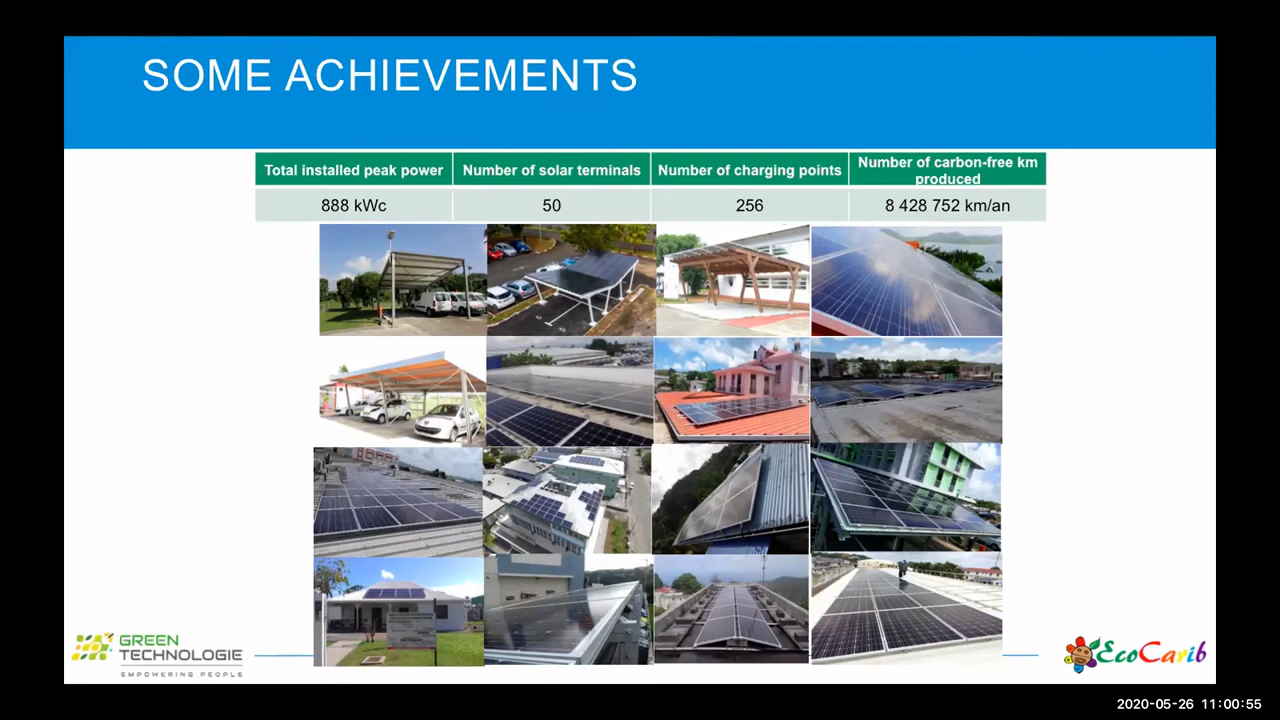 SOME ACHIEVEMENTS
Total installed peak power
Number of solar terminals
Number of charging points
Number of carbon-free km
produced
888 kWc
50
256
8 428 752 km/an
GREEN
TECHNOLOGIE
EMPOWERING PEOPLE
EcoCarib
2020-05-26 11:00:55